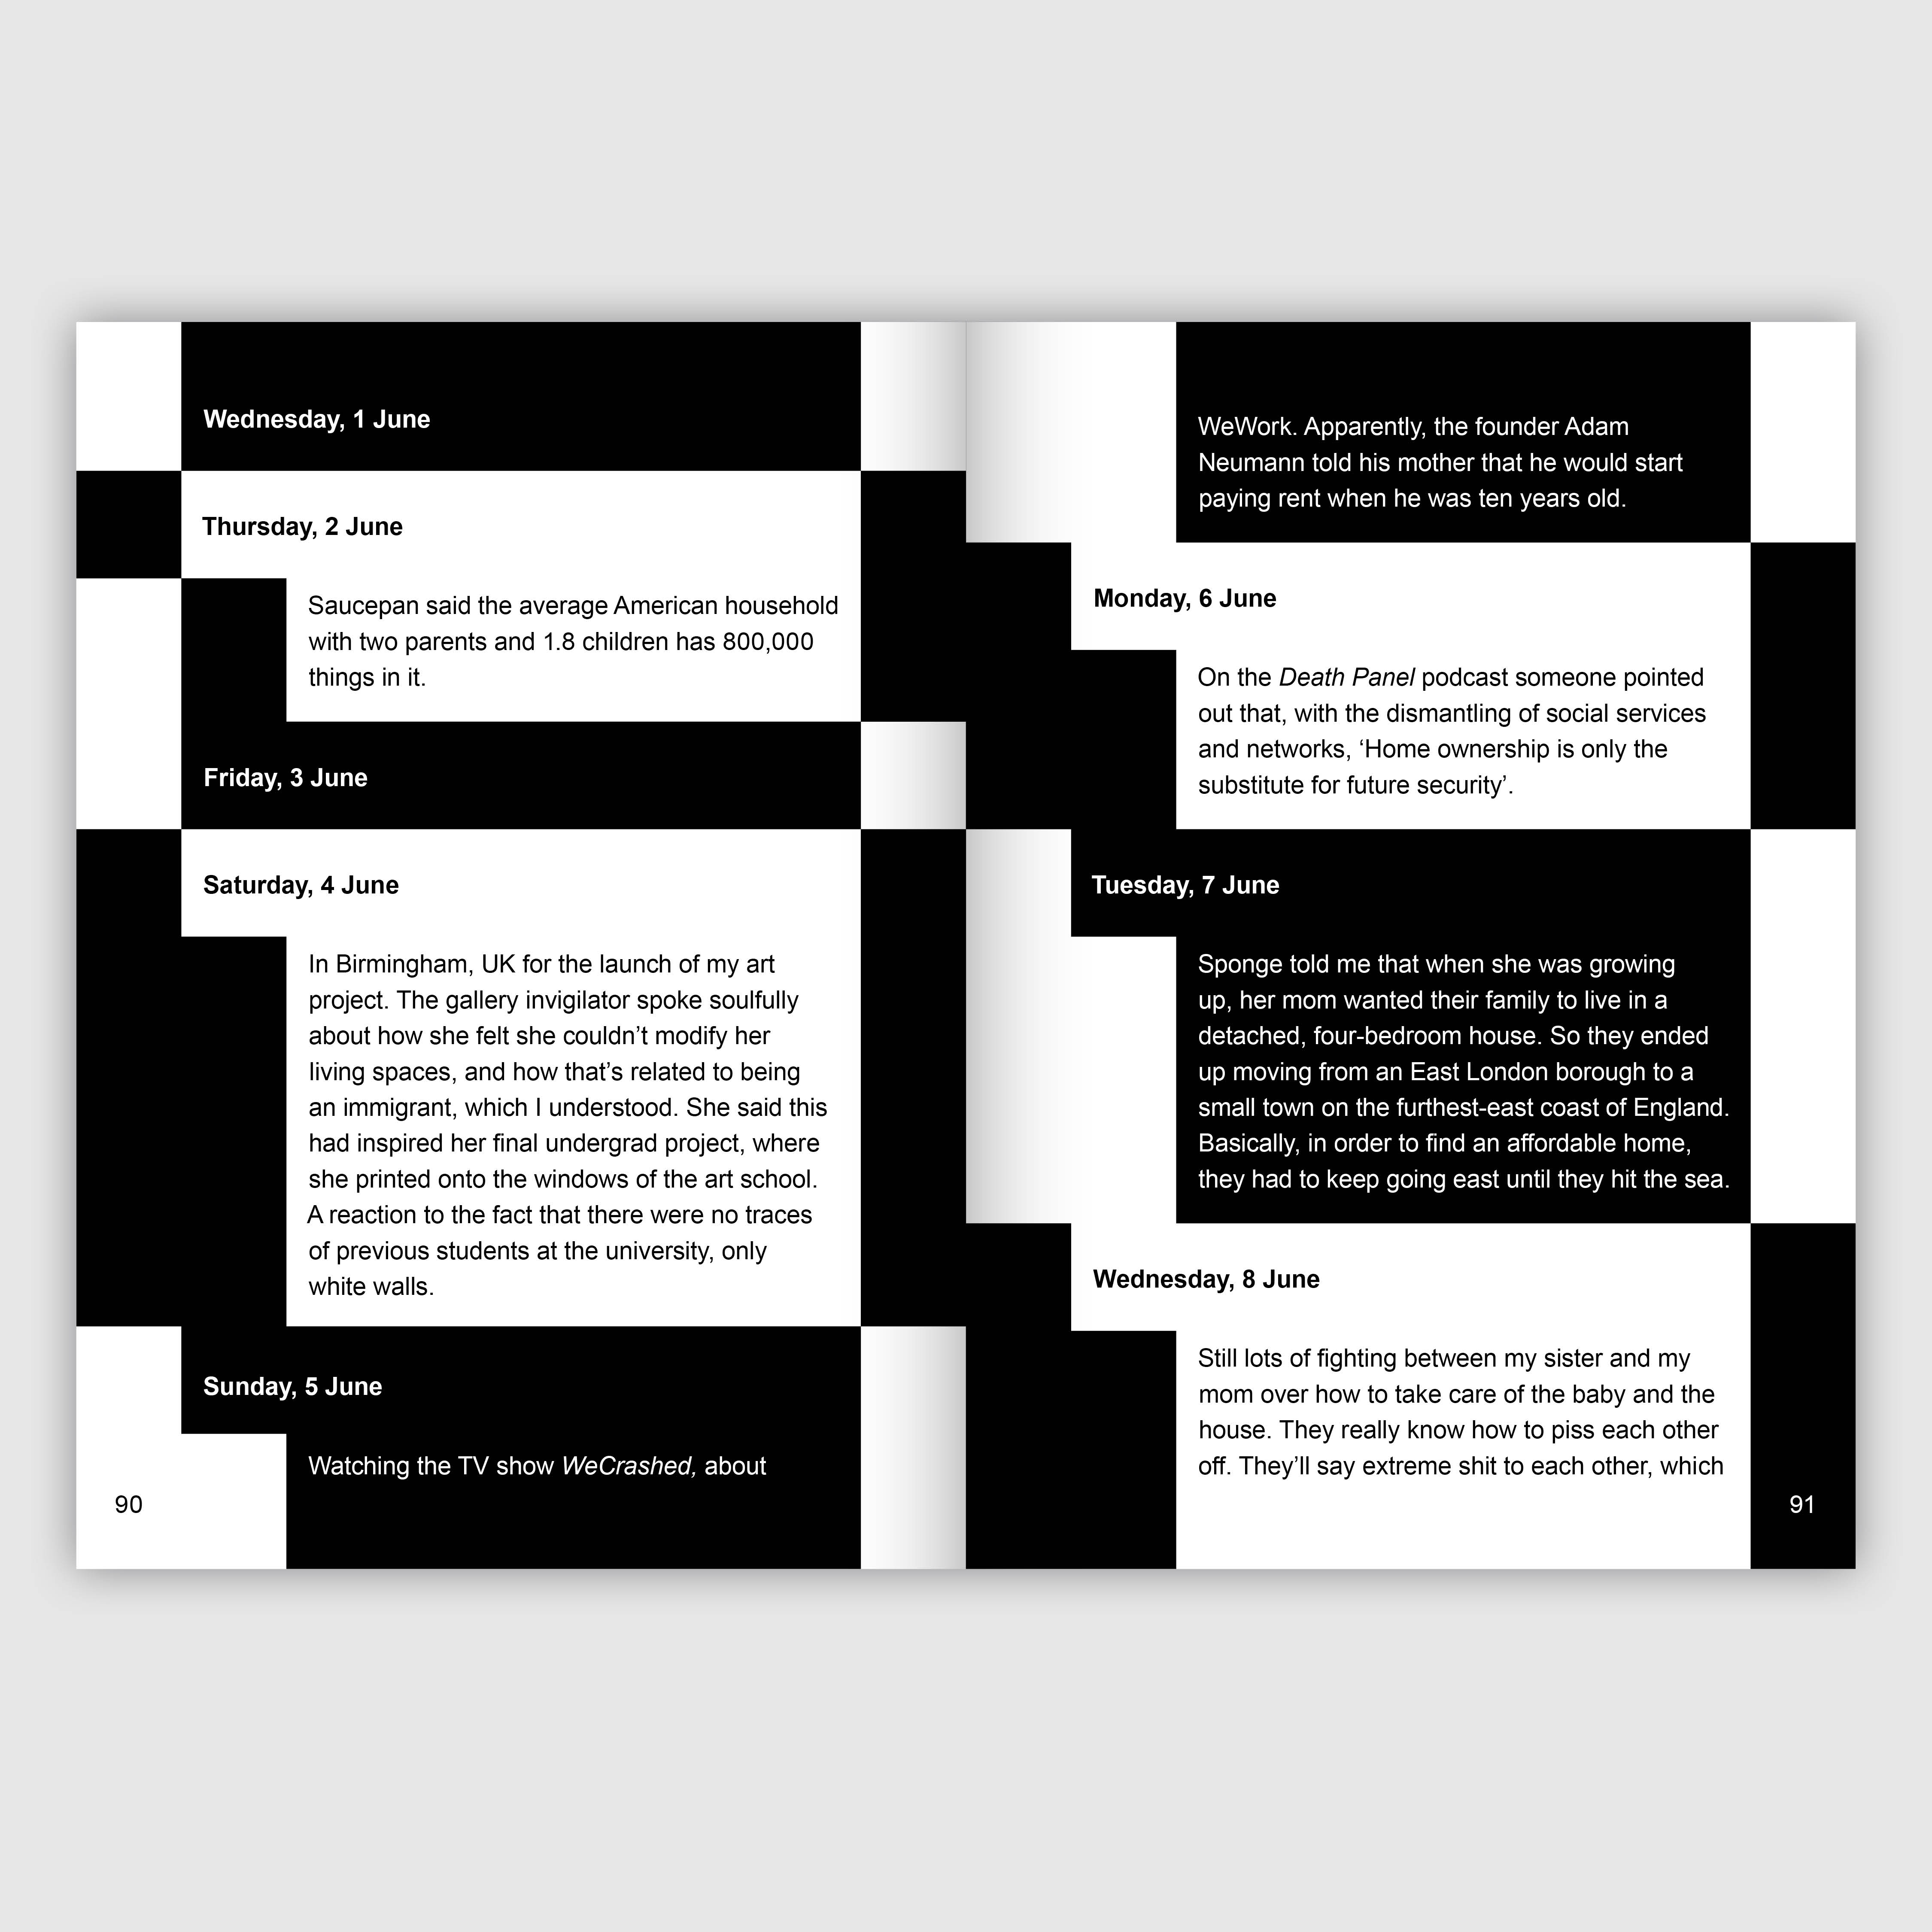 Wednesday, 1 June
Thursday, 2 June
Saucepan said the average American household
with two parents and 1.8 children has 800,000
things in it.
Friday, 3 June
Saturday, 4 June
In Birmingham, UK for the launch of my art
project. The gallery invigilator spoke soulfully
about how she felt she couldn’t modify her
living spaces, and how that’s related to being
an immigrant, which I understood. She said this
had inspired her final undergrad project, where
she printed onto the windows of the art school.
A reaction to the fact that there were no traces
of previous students at the university, only
white walls.
Sunday, 5 June
Watching the TV show WeCrashed, about
90
WeWork. Apparently, the founder Adam
Neumann told his mother that he would start
paying rent when he was ten years old.
Monday, 6 June
On the Death Panel podcast someone pointed
out that, with the dismantling of social services
and networks, ‘Home ownership is only the
substitute for future security’.
Tuesday, 7 June
Sponge told me that when she was growing
up, her mom wanted their family to live in a
detached, four-bedroom house. So they ended
up moving from an East London borough to a
small town on the furthest-east coast of England.
Basically, in order to find an affordable home,
they had to keep going east until they hit the sea.
Wednesday, 8 June
Still lots of fighting between my sister and my
mom over how to take care of the baby and the
house. They really know how to piss each other
off. They’ll say extreme shit to each other, which
91